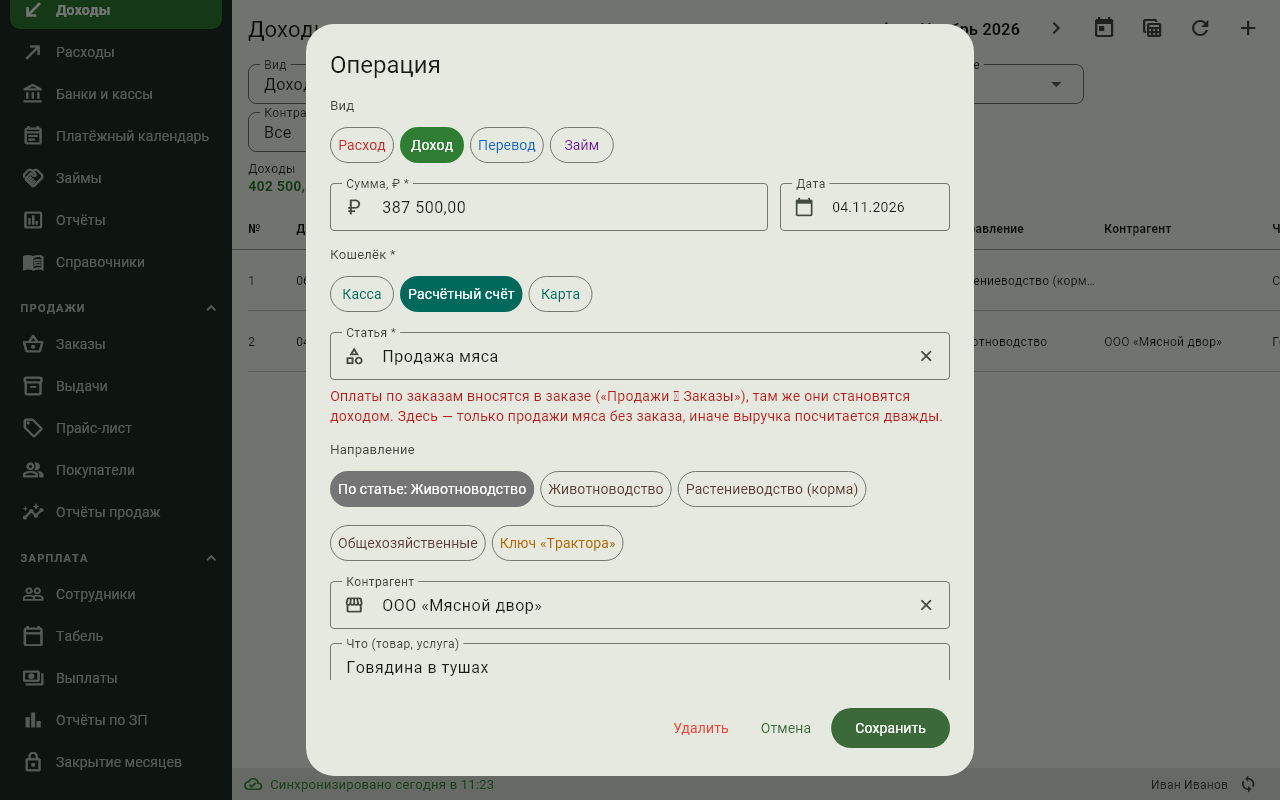 Доходы
Расходы
Банки и кассы
Платёжный календарь
Займы
Отчёты
Справочники
ПРОДАЖИ
Заказы
Выдачи
Прайс-лист
Покупатели
Отчёты продаж
ЗАРПЛАТА
Сотрудники
Табель
Выплаты
Отчёты по ЗП
Закрытие месяцев
2026
Вид
Все
Доходы
402 500,
№
Контрагент
1
2
ООО «Мясной двор»
Операция
Вид
Расход
Доход
Перевод
Займ
Сумма, ₽ *
387 500,00
Дата
04.11.2026
Кошелёк *
Касса
Расчётный счёт
Карта
Статья *
Продажа мяса
Оплаты по заказам вносятся в заказе («Продажи Заказы»), там же они становятся
доходом. Здесь — только продажи мяса без заказа, иначе выручка посчитается дважды.
Направление
По статье: Животноводство
Животноводство
Растениеводство (корма)
Общехозяйственные
Ключ «Трактора»
Контрагент
ООО «Мясной двор»
Что (товар, услуга)
Говядина в тушах
Удалить
Отмена
Сохранить
Синхронизировано сегодня в 11:23
Иван Иванов